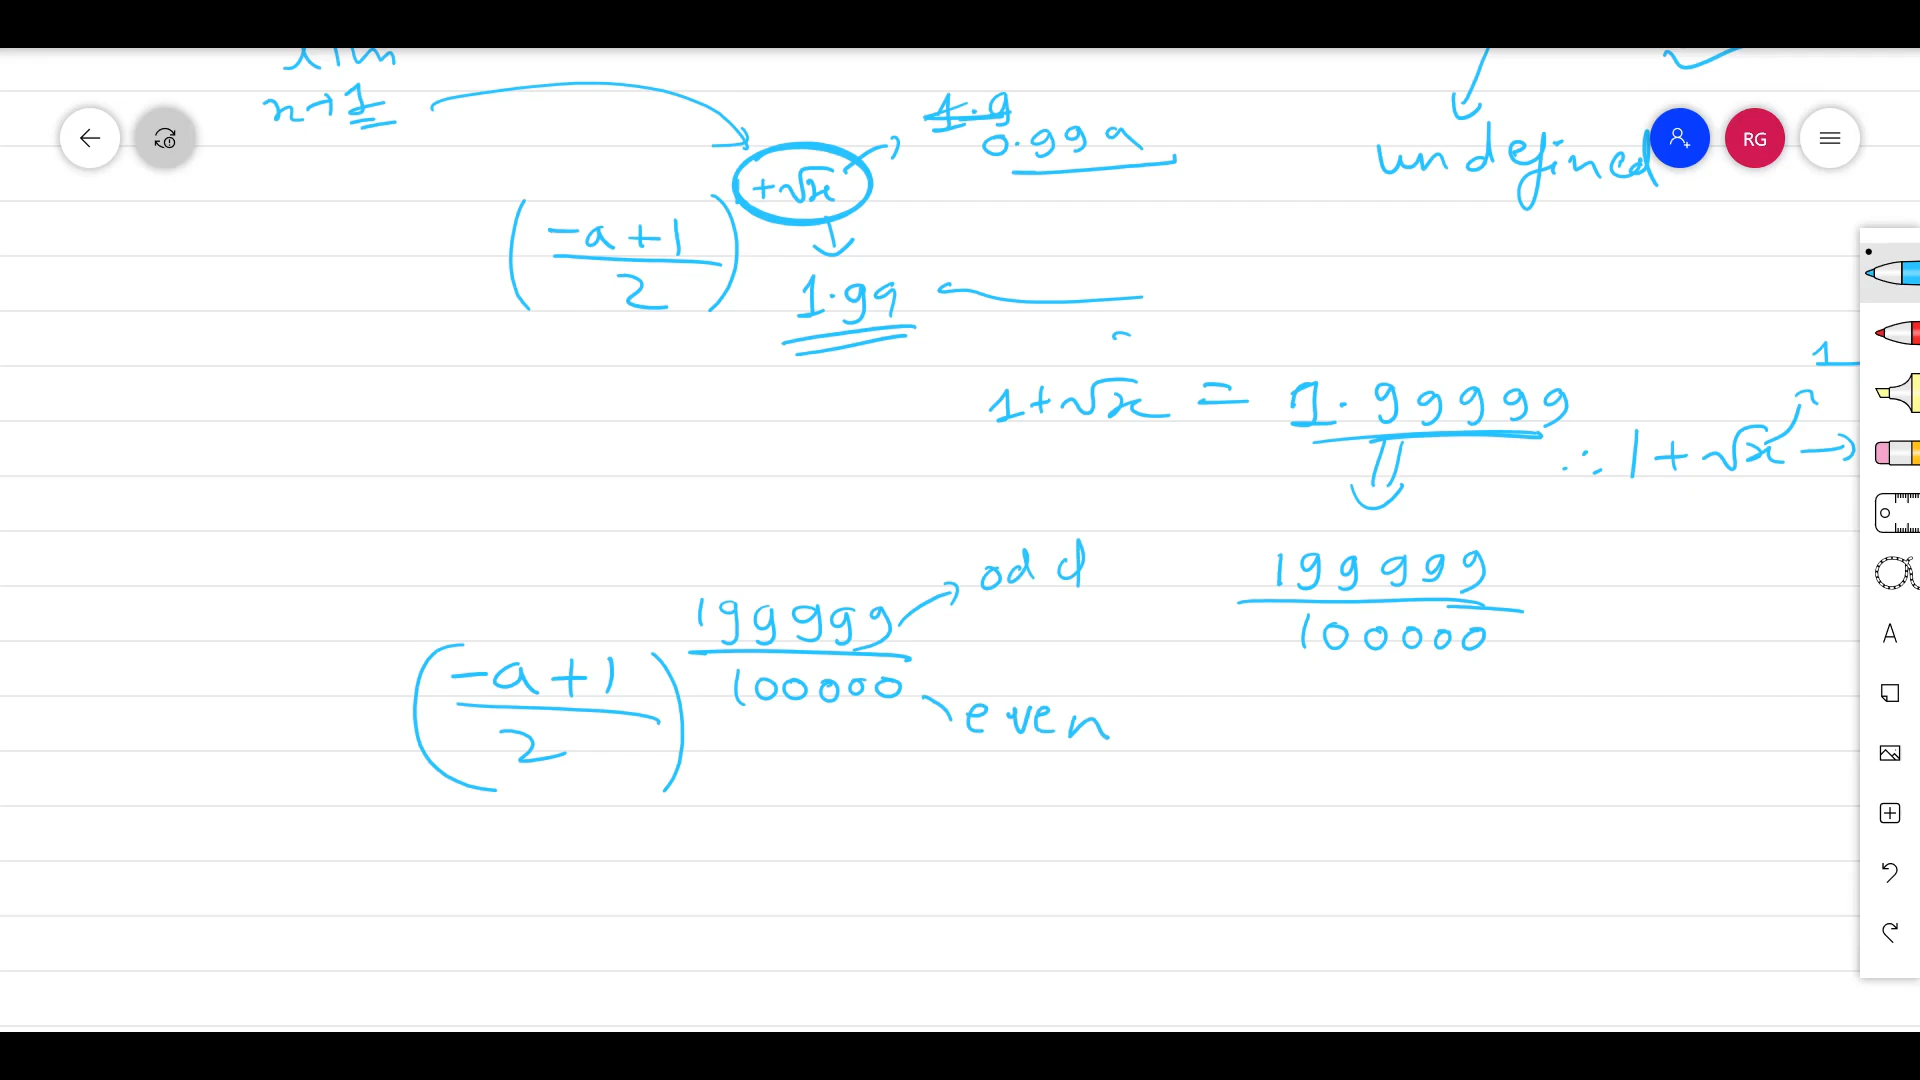 lim
x→1
1.9
0.999
+√x
undefined
(-a+1 / 2)
1.99
RG
1
1+√x = 1.99999
∴ 1+√x →
odd
199999 / 100000
199999 / 100000
(-a+1 / 2)
even
A